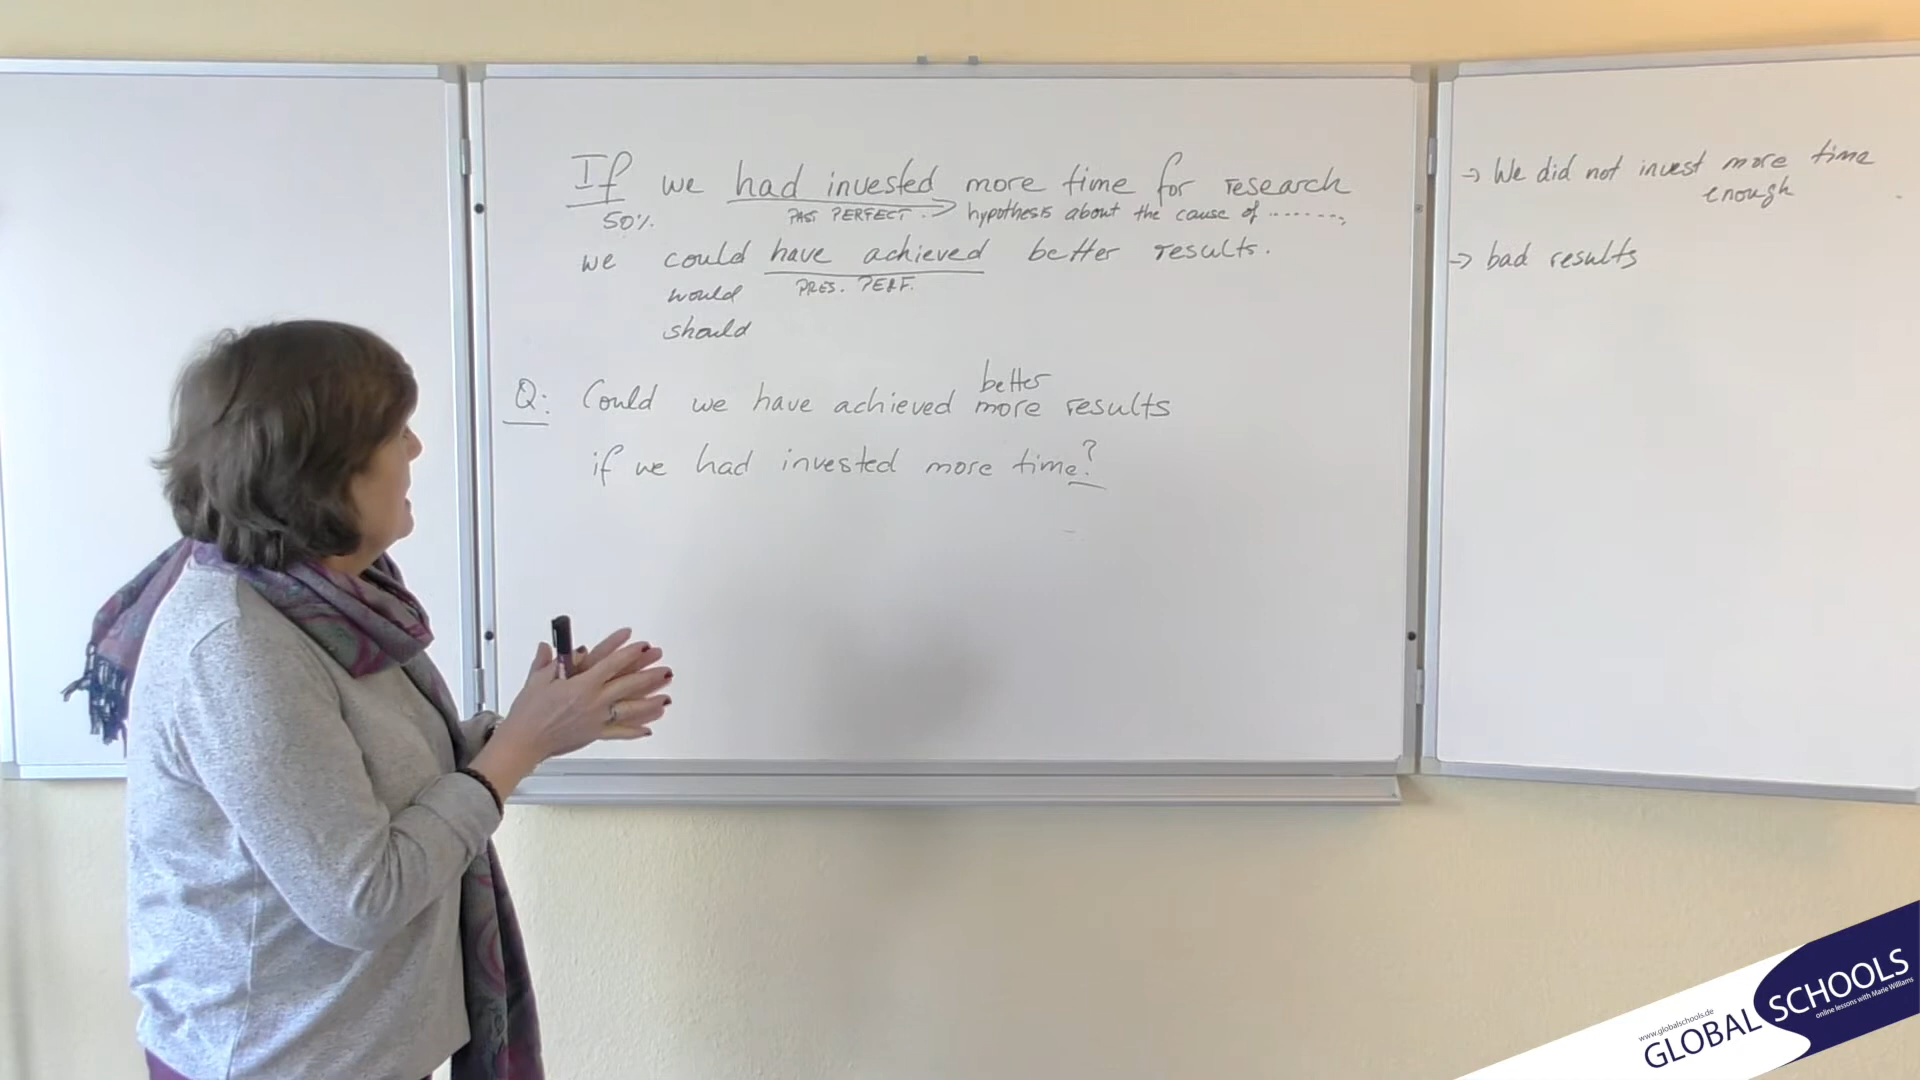 If we had invested more time for research
50% PAST PERFECT. -> hypothesis about the cause of .......,
we could have achieved better results.
would PRES. PERF.
should
Q: Could we have achieved more results
better
if we had invested more time?
-> We did not invest more time
enough
-> bad results
www.globalschools.de
GLOBAL SCHOOLS
online lessons with Marie Williams